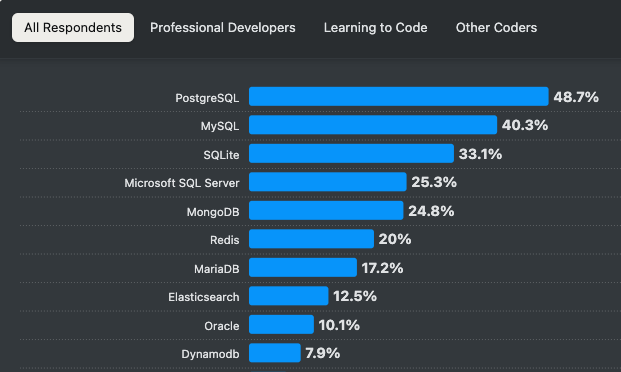 All Respondents Professional Developers Learning to Code Other Coders
PostgreSQL 48.7%
MySQL 40.3%
SQLite 33.1%
Microsoft SQL Server 25.3%
MongoDB 24.8%
Redis 20%
MariaDB 17.2%
Elasticsearch 12.5%
Oracle 10.1%
Dynamodb 7.9%